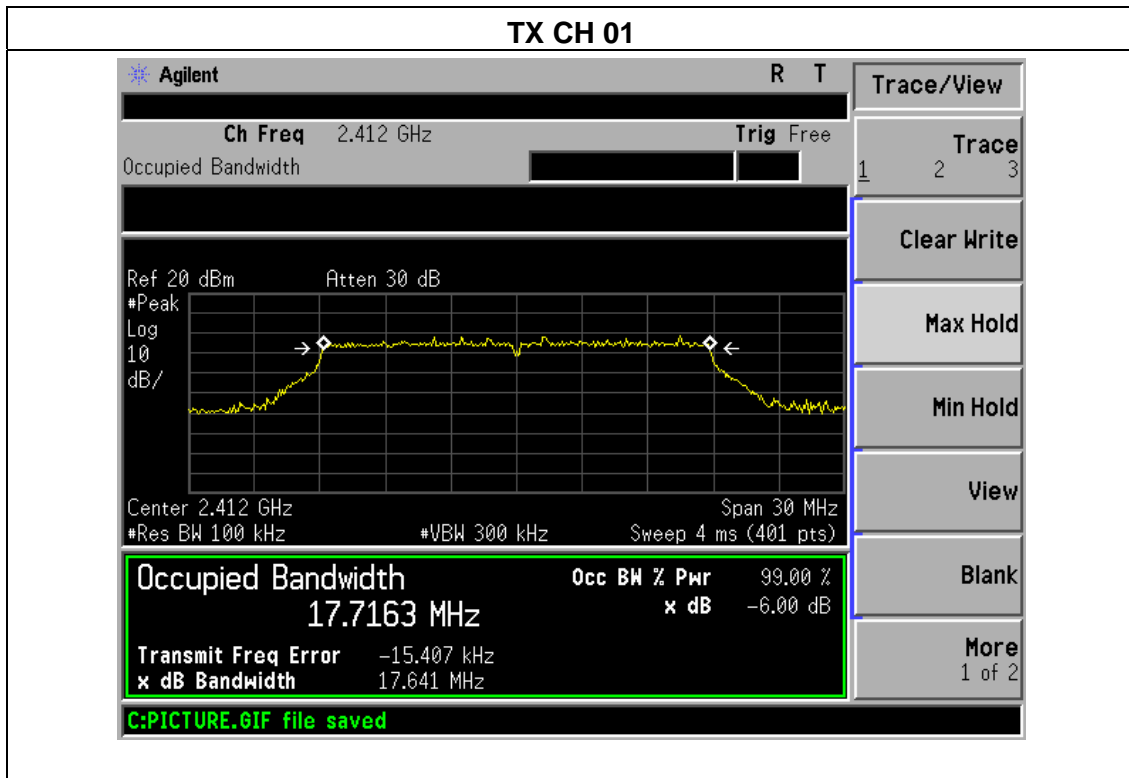 TX CH 01
Agilent R T
Trace/View
Ch Freq 2.412 GHz Trig Free
Occupied Bandwidth
Trace
1 2 3
Clear Write
Ref 20 dBm Atten 30 dB
#Peak
Log
10
dB/
Max Hold
Min Hold
View
Center 2.412 GHz Span 30 MHz
#Res BW 100 kHz #VBW 300 kHz Sweep 4 ms (401 pts)
Occupied Bandwidth Occ BW % Pwr 99.00 %
17.7163 MHz x dB -6.00 dB
Blank
Transmit Freq Error -15.407 kHz
x dB Bandwidth 17.641 MHz
More
1 of 2
C:PICTURE.GIF file saved